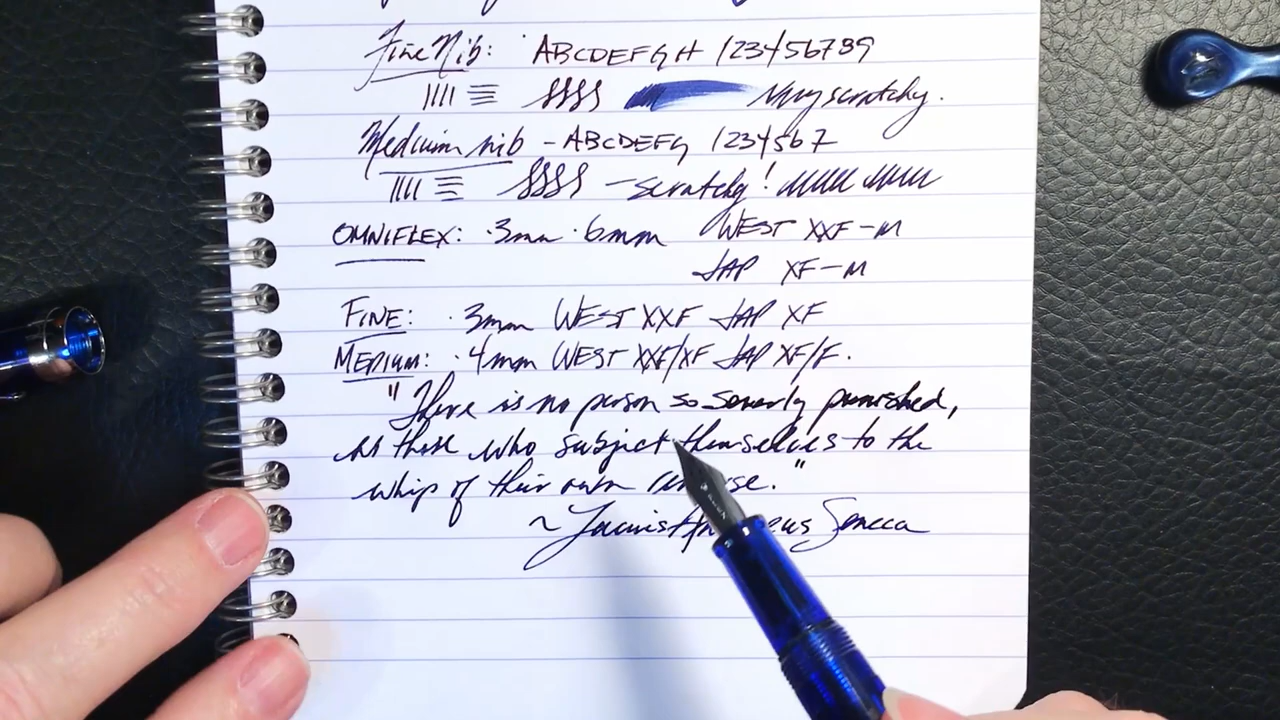 Fine Nib: ABCDEFGH 123456789
Very scratchy.
Medium nib - ABCDEFG 1234567
- scratchy!
OMNIFLEX: .3mm .6mm WEST XXF-M
JAP XF-M
FINE: .3mm WEST XXF JAP XF
MEDIUM: .4mm WEST XXF/XF JAP XF/F.
"There is no person so severly punished,
as those who subject themselves to the
whip of their own
~ Seneca